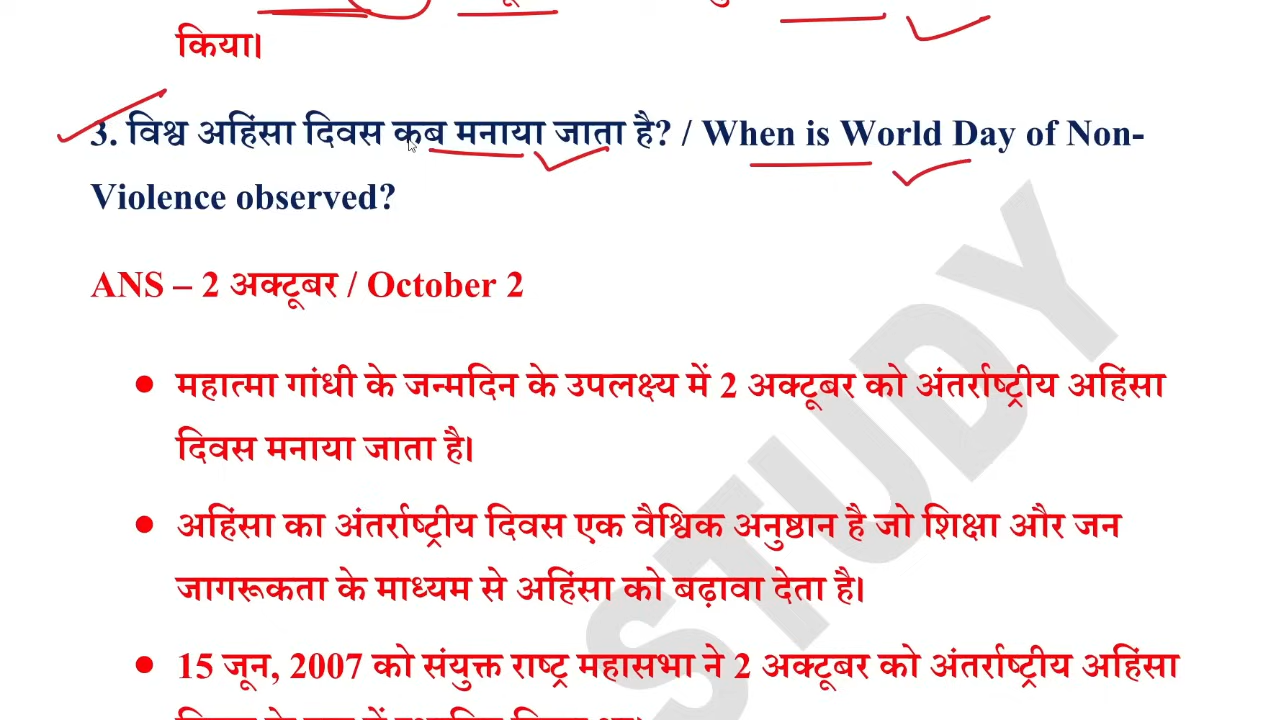 किया।
3. विश्व अहिंसा दिवस कब मनाया जाता है? / When is World Day of Non-
Violence observed?
ANS – 2 अक्टूबर / October 2
● महात्मा गांधी के जन्मदिन के उपलक्ष्य में 2 अक्टूबर को अंतर्राष्ट्रीय अहिंसा
दिवस मनाया जाता है।
● अहिंसा का अंतर्राष्ट्रीय दिवस एक वैश्विक अनुष्ठान है जो शिक्षा और जन
जागरूकता के माध्यम से अहिंसा को बढ़ावा देता है।
● 15 जून, 2007 को संयुक्त राष्ट्र महासभा ने 2 अक्टूबर को अंतर्राष्ट्रीय अहिंसा
STUDY